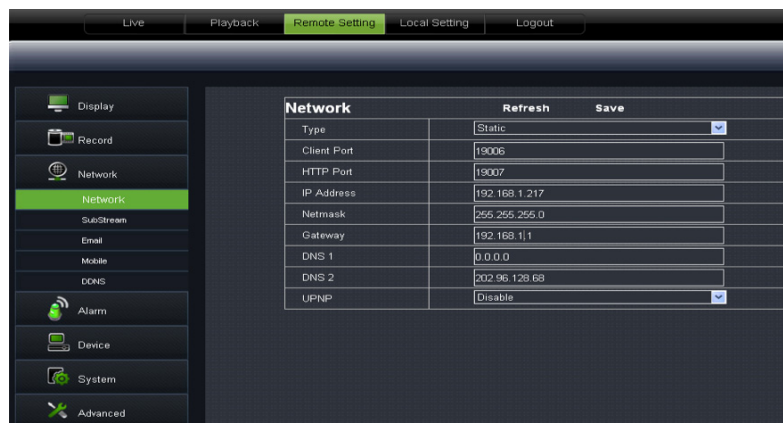 Live Playback Remote Setting Local Setting Logout
Display
Record
Network
Network
SubStream
Email
Mobile
DDNS
Alarm
Device
System
Advanced
Network Refresh Save
Type Static
Client Port 19006
HTTP Port 19007
IP Address 192.168.1.217
Netmask 255.255.255.0
Gateway 192.168.1.1
DNS 1 0.0.0.0
DNS 2 202.96.128.68
UPNP Disable